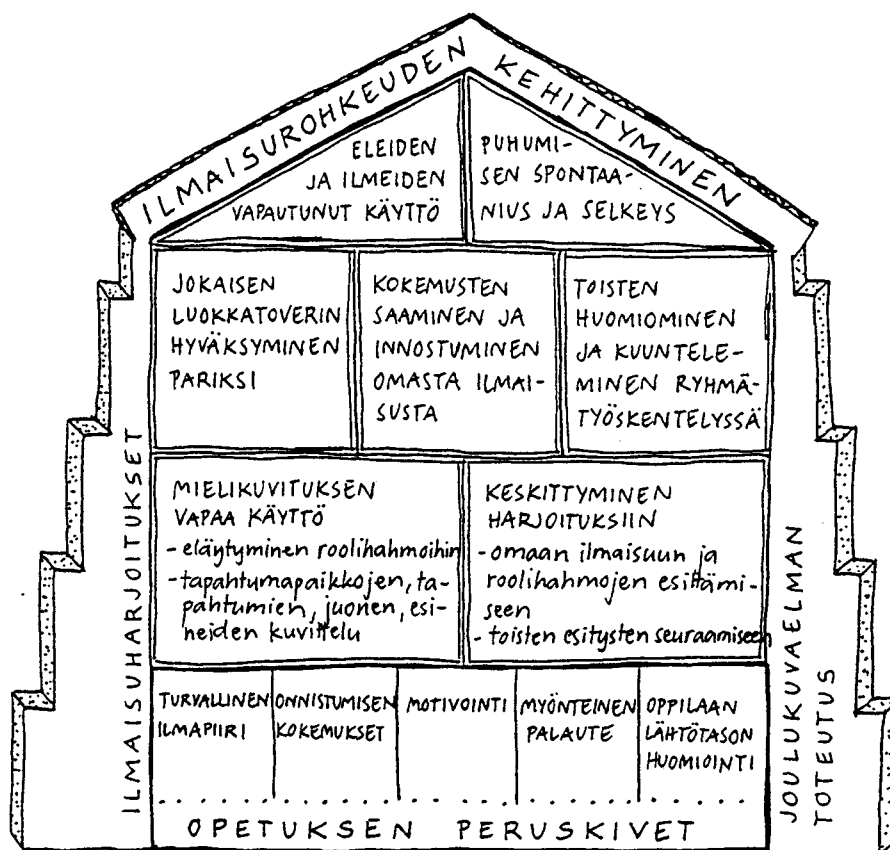 ILMAISUROHKEUDEN KEHITTYMINEN
ELEIDEN
JA ILMEIDEN
VAPAUTUNUT KÄYTTÖ
PUHUMI-
SEN SPONTAA-
NIUS JA SELKEYS
JOKAISEN
LUOKKATOVERIN
HYVÄKSYMINEN
PARIKSI
KOKEMUSTEN
SAAMINEN JA
INNOSTUMINEN
OMASTA ILMAI-
SUSTA
TOISTEN
HUOMIOMINEN
JA KUUNTELE-
MINEN RYHMÄ-
TYÖSKENTELYSSÄ
MIELIKUVITUKSEN
VAPAA KÄYTTÖ
- eläytyminen roolihahmoihin
- tapahtumapaikkojen, ta-
pahtumien, juonen, esi-
neiden kuvittelu
KESKITTYMINEN
HARJOITUKSIIN
- omaan ilmaisuun ja
roolihahmojen esittämi-
seen
- toisten esitysten seuraamiseen
TURVALLINEN
ILMAPIIRI
ONNISTUMISEN
KOKEMUKSET
MOTIVOINTI
MYÖNTEINEN
PALAUTE
OPPILAAN
LÄHTÖTASON
HUOMIOINTI
OPETUKSEN PERUSKIVET
ILMAISUHARJOITUKSET
JOULUKUVAELMAN
TOTEUTUS